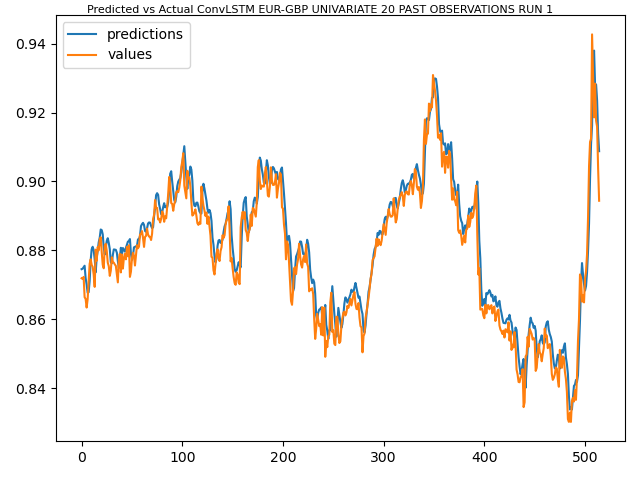 Predicted vs Actual ConvLSTM EUR-GBP UNIVARIATE 20 PAST OBSERVATIONS RUN 1
predictions
values
0.94
0.92
0.90
0.88
0.86
0.84
0 100 200 300 400 500